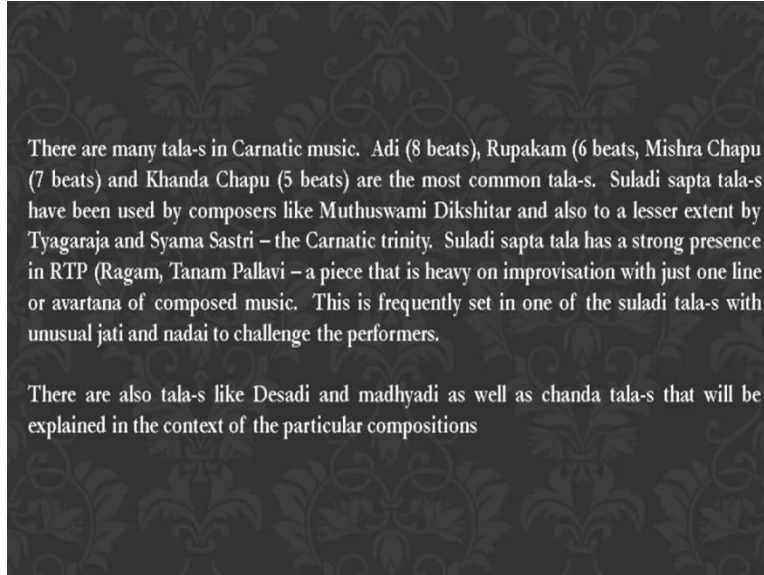 There are many tala-s in Carnatic music. Adi (8 beats), Rupakam (6 beats, Mishra Chapu
(7 beats) and Khanda Chapu (5 beats) are the most common tala-s. Suladi sapta tala-s
have been used by composers like Muthuswami Dikshitar and also to a lesser extent by
Tyagaraja and Syama Sastri – the Carnatic trinity. Suladi sapta tala has a strong presence
in RTP (Ragam, Tanam Pallavi – a piece that is heavy on improvisation with just one line
or avartana of composed music. This is frequently set in one of the suladi tala-s with
unusual jati and nadai to challenge the performers.
There are also tala-s like Desadi and madhyadi as well as chanda tala-s that will be
explained in the context of the particular compositions